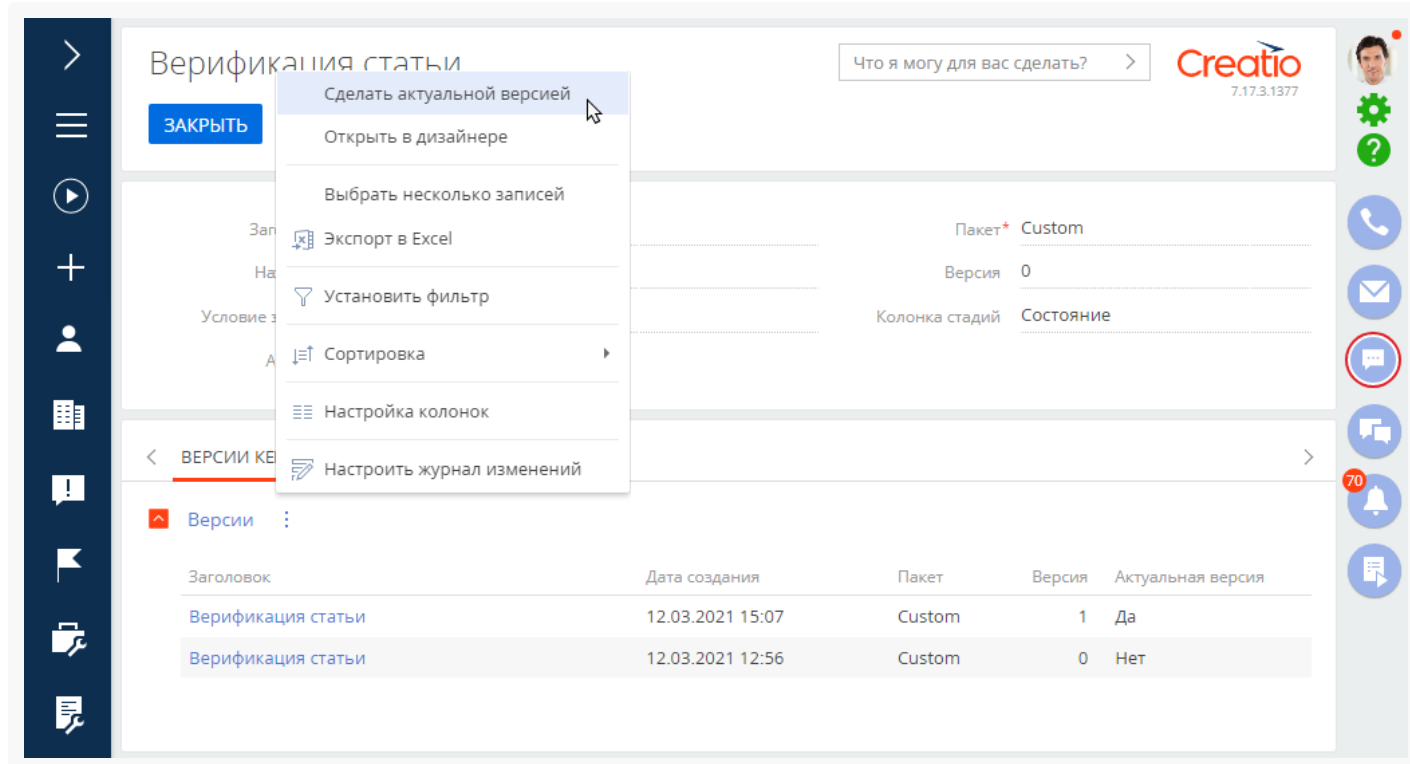 Верификация статьи
Что я могу для вас сделать?
Creatio
7.17.3.1377
ЗАКРЫТЬ
Сделать актуальной версией
Открыть в дизайнере
Выбрать несколько записей
Экспорт в Excel
Установить фильтр
Сортировка
Настройка колонок
Настроить журнал изменений
Пакет* Custom
Версия 0
Условие
Колонка стадий Состояние
ВЕРСИИ
70
Версии
Заголовок Дата создания Пакет Версия Актуальная версия
Верификация статьи 12.03.2021 15:07 Custom 1 Да
Верификация статьи 12.03.2021 12:56 Custom 0 Нет